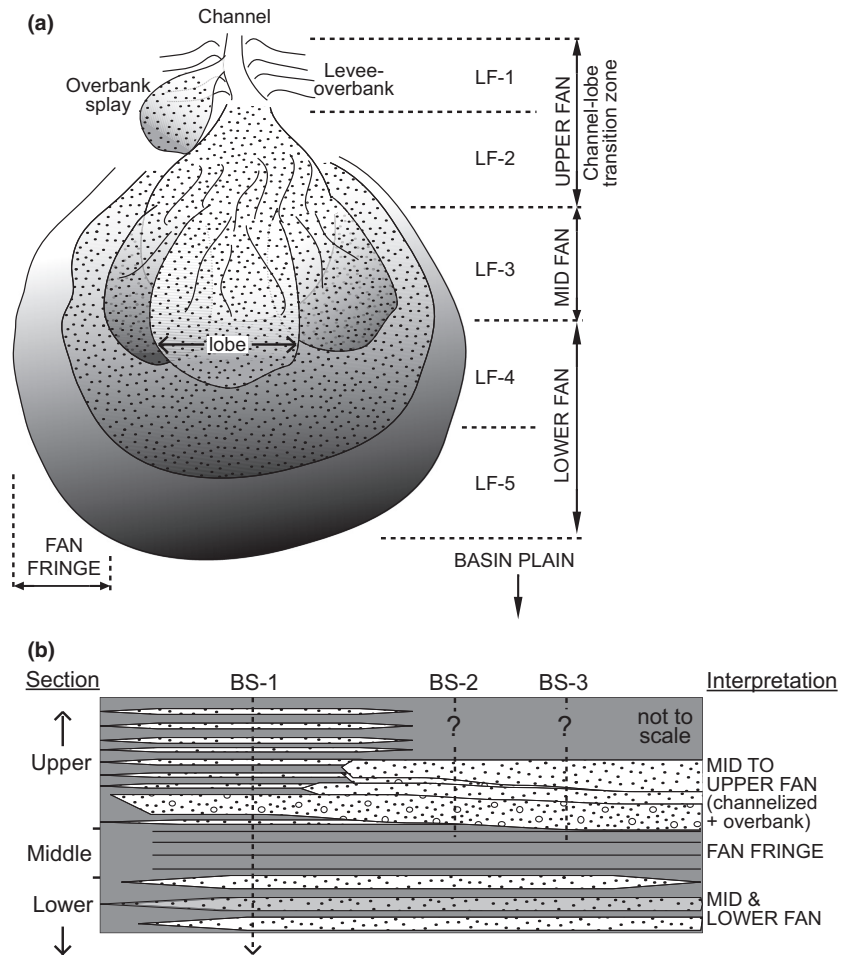 (a)
Channel
Overbank
splay
Levee-
overbank
LF-1
LF-2
LF-3
LF-4
LF-5
UPPER FAN
Channel-lobe
transition zone
MID FAN
LOWER FAN
lobe
FAN
FRINGE
BASIN PLAIN
(b)
Section
BS-1
BS-2
BS-3
Interpretation
?
?
not to
scale
Upper
Middle
Lower
MID TO
UPPER FAN
(channelized
+ overbank)
FAN FRINGE
MID &
LOWER FAN